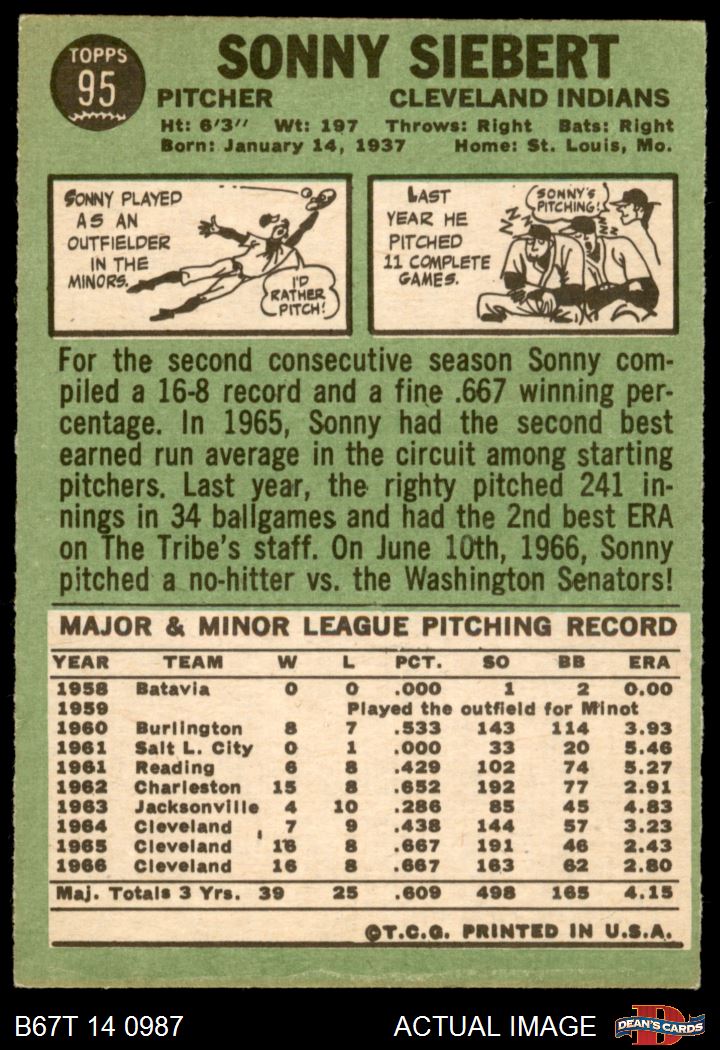 TOPPS
95
SONNY SIEBERT
PITCHER CLEVELAND INDIANS
Ht: 6'3" Wt: 197 Throws: Right Bats: Right
Born: January 14, 1937 Home: St. Louis, Mo.
SONNY PLAYED
AS AN
OUTFIELDER
IN THE
MINORS.
I'D
RATHER
PITCH!
LAST
YEAR HE
PITCHED
11 COMPLETE
GAMES.
ZZZZ
SONNY'S
PITCHING!
ZZZ
For the second consecutive season Sonny com-
piled a 16-8 record and a fine .667 winning per-
centage. In 1965, Sonny had the second best
earned run average in the circuit among starting
pitchers. Last year, the righty pitched 241 in-
nings in 34 ballgames and had the 2nd best ERA
on The Tribe's staff. On June 10th, 1966, Sonny
pitched a no-hitter vs. the Washington Senators!
MAJOR & MINOR LEAGUE PITCHING RECORD
YEAR TEAM W L PCT. SO BB ERA
1958 Batavia 0 0 .000 1 2 0.00
1959 Played the outfield for Minot
1960 Burlington 8 7 .533 143 114 3.93
1961 Salt L. City 0 1 .000 33 20 5.46
1961 Reading 6 8 .429 102 74 5.27
1962 Charleston 15 8 .652 192 77 2.91
1963 Jacksonville 4 10 .286 85 45 4.83
1964 Cleveland 7 9 .438 144 57 3.23
1965 Cleveland 16 8 .667 191 46 2.43
1966 Cleveland 16 8 .667 163 62 2.80
Maj. Totals 3 Yrs. 39 25 .609 498 165 4.15
©T.C.G. PRINTED IN U.S.A.
B67T 14 0987 ACTUAL IMAGE
D
DEAN'S CARDS